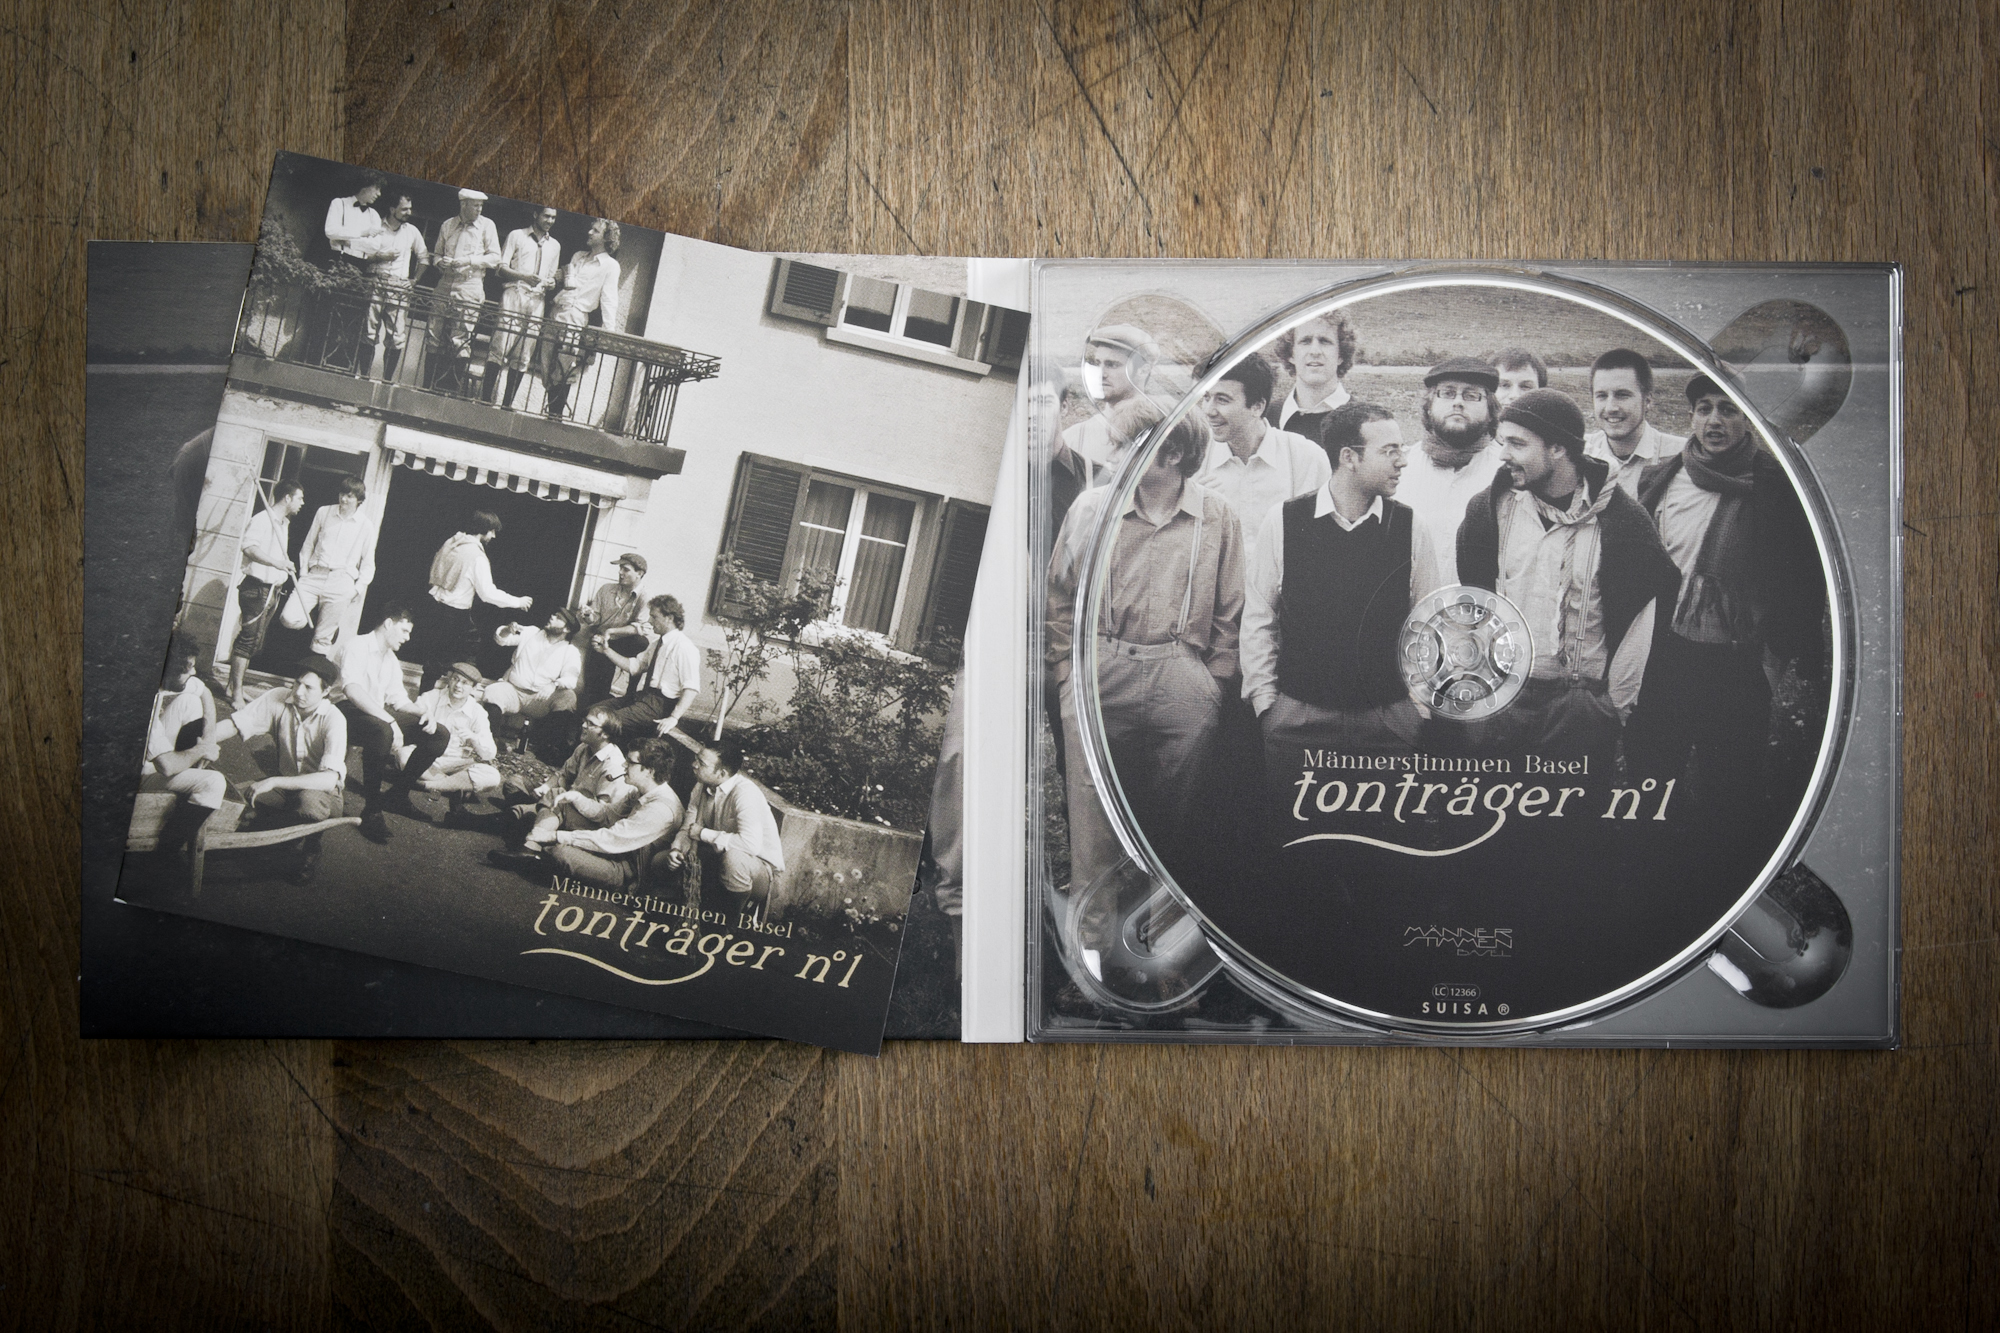 Männerstimmen Basel
tonträger n°1
Männerstimmen Basel
tonträger n°1
MÄNNER
STIMMEN
BASEL
LC 12366
SUISA ®